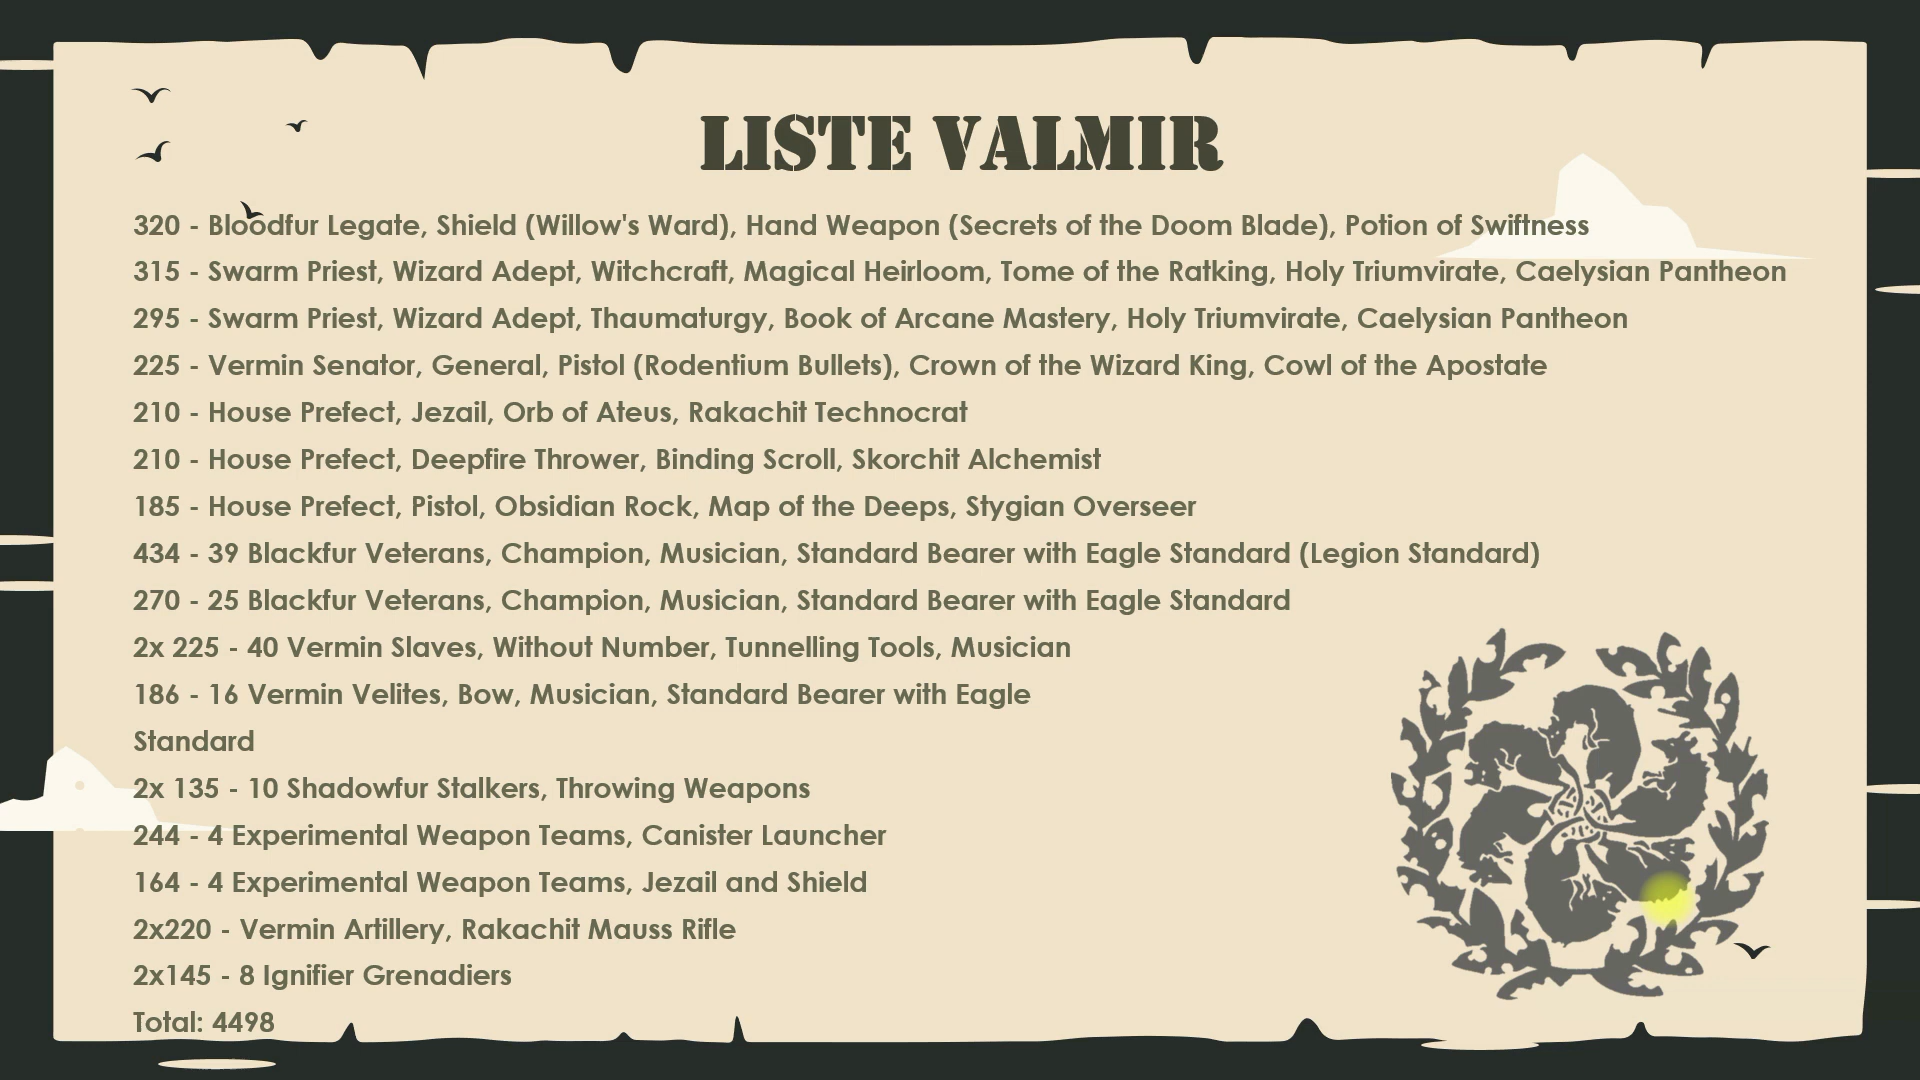 LISTE VALMIR
320 - Bloodfur Legate, Shield (Willow's Ward), Hand Weapon (Secrets of the Doom Blade), Potion of Swiftness
315 - Swarm Priest, Wizard Adept, Witchcraft, Magical Heirloom, Tome of the Ratking, Holy Triumvirate, Caelysian Pantheon
295 - Swarm Priest, Wizard Adept, Thaumaturgy, Book of Arcane Mastery, Holy Triumvirate, Caelysian Pantheon
225 - Vermin Senator, General, Pistol (Rodentium Bullets), Crown of the Wizard King, Cowl of the Apostate
210 - House Prefect, Jezail, Orb of Ateus, Rakachit Technocrat
210 - House Prefect, Deepfire Thrower, Binding Scroll, Skorchit Alchemist
185 - House Prefect, Pistol, Obsidian Rock, Map of the Deeps, Stygian Overseer
434 - 39 Blackfur Veterans, Champion, Musician, Standard Bearer with Eagle Standard (Legion Standard)
270 - 25 Blackfur Veterans, Champion, Musician, Standard Bearer with Eagle Standard
2x 225 - 40 Vermin Slaves, Without Number, Tunnelling Tools, Musician
186 - 16 Vermin Velites, Bow, Musician, Standard Bearer with Eagle
Standard
2x 135 - 10 Shadowfur Stalkers, Throwing Weapons
244 - 4 Experimental Weapon Teams, Canister Launcher
164 - 4 Experimental Weapon Teams, Jezail and Shield
2x220 - Vermin Artillery, Rakachit Mauss Rifle
2x145 - 8 Ignifier Grenadiers
Total: 4498